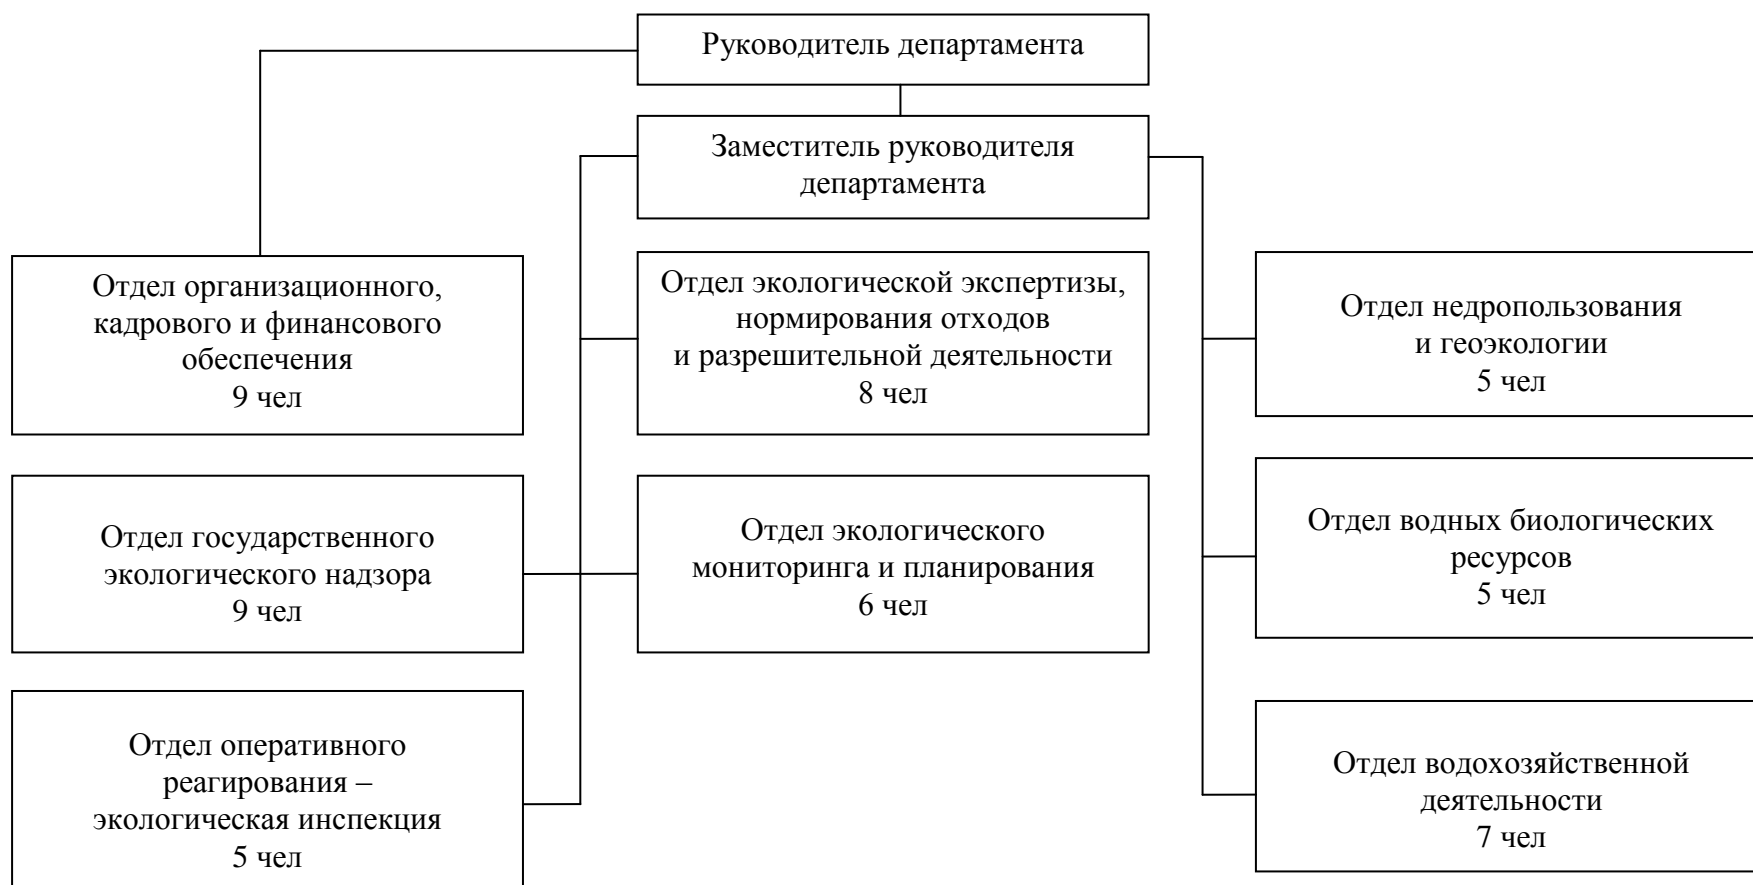 Руководитель департамента
Заместитель руководителя
департамента
Отдел организационного,
кадрового и финансового
обеспечения
9 чел
Отдел экологической экспертизы,
нормирования отходов
и разрешительной деятельности
8 чел
Отдел недропользования
и геоэкологии
5 чел
Отдел государственного
экологического надзора
9 чел
Отдел экологического
мониторинга и планирования
6 чел
Отдел водных биологических
ресурсов
5 чел
Отдел оперативного
реагирования –
экологическая инспекция
5 чел
Отдел водохозяйственной
деятельности
7 чел